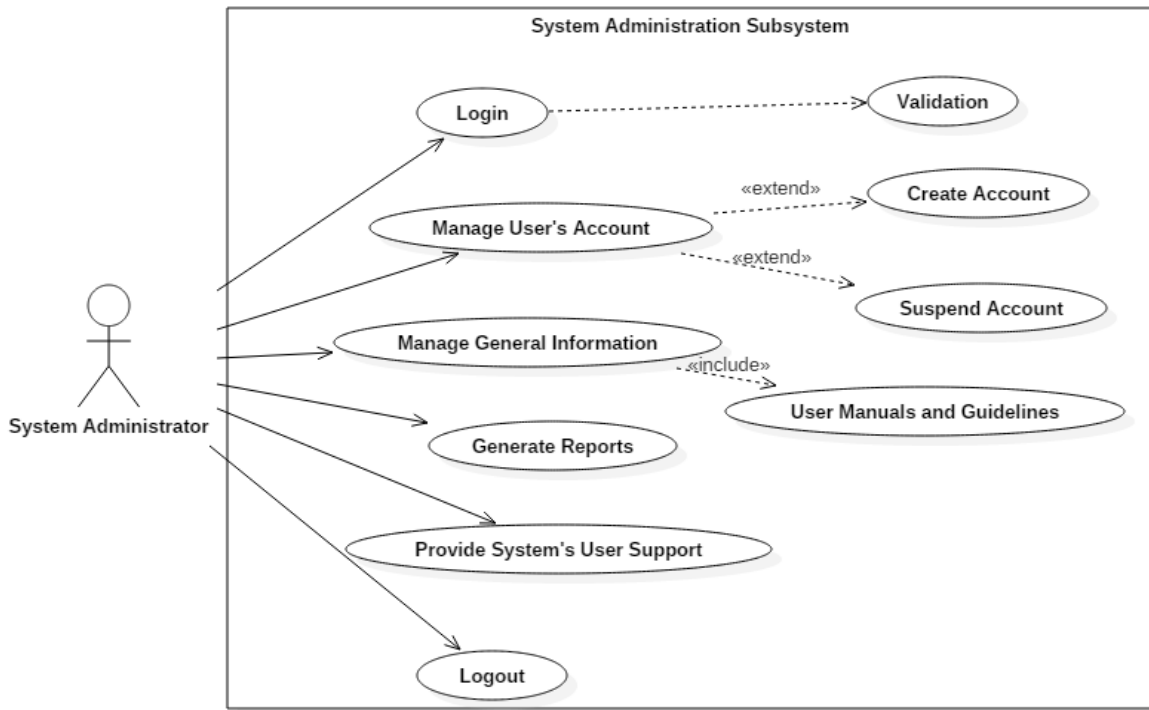 System Administration Subsystem
Login
Validation
«extend»
Create Account
Manage User's Account
«extend»
Suspend Account
Manage General Information
«include»
User Manuals and Guidelines
System Administrator
Generate Reports
Provide System's User Support
Logout